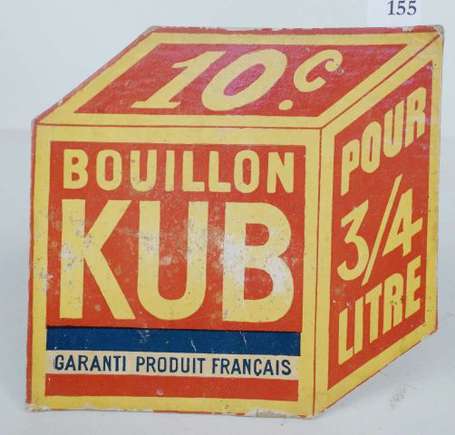 155
10.c
BOUILLON
KUB
GARANTI PRODUIT FRANÇAIS
POUR
3/4
LITRE